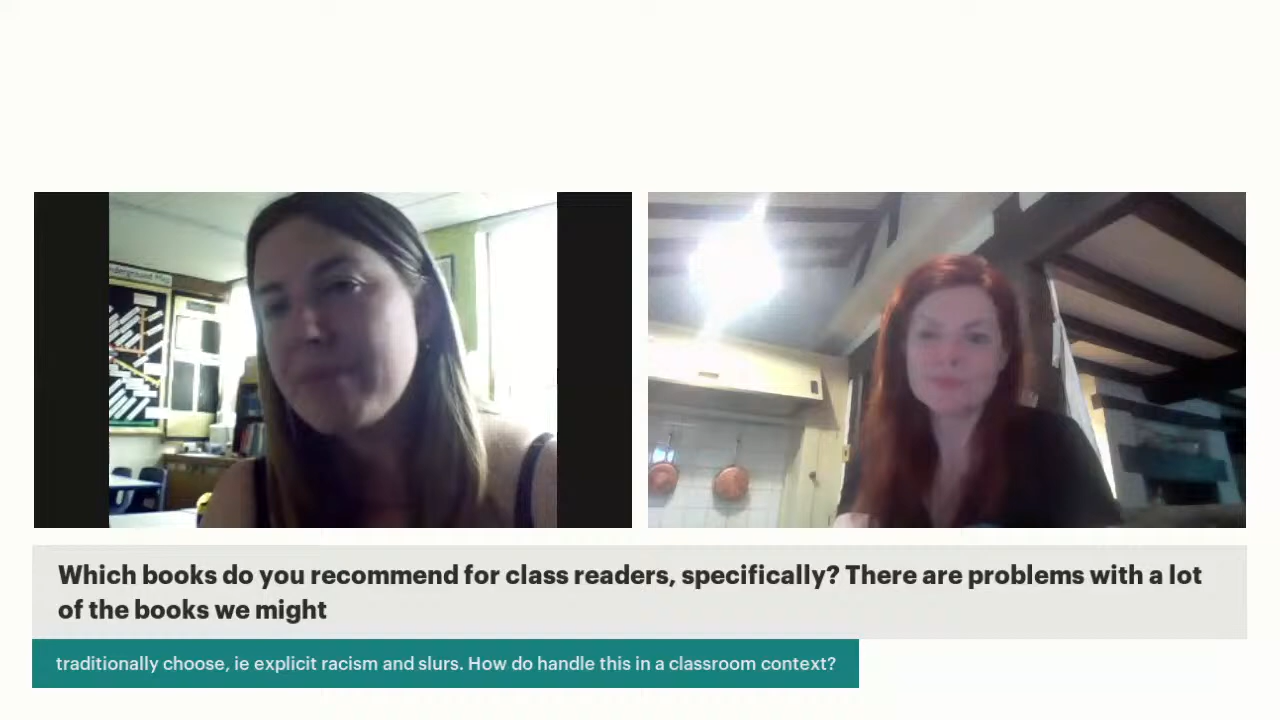 Which books do you recommend for class readers, specifically? There are problems with a lot
of the books we might
traditionally choose, ie explicit racism and slurs. How do handle this in a classroom context?